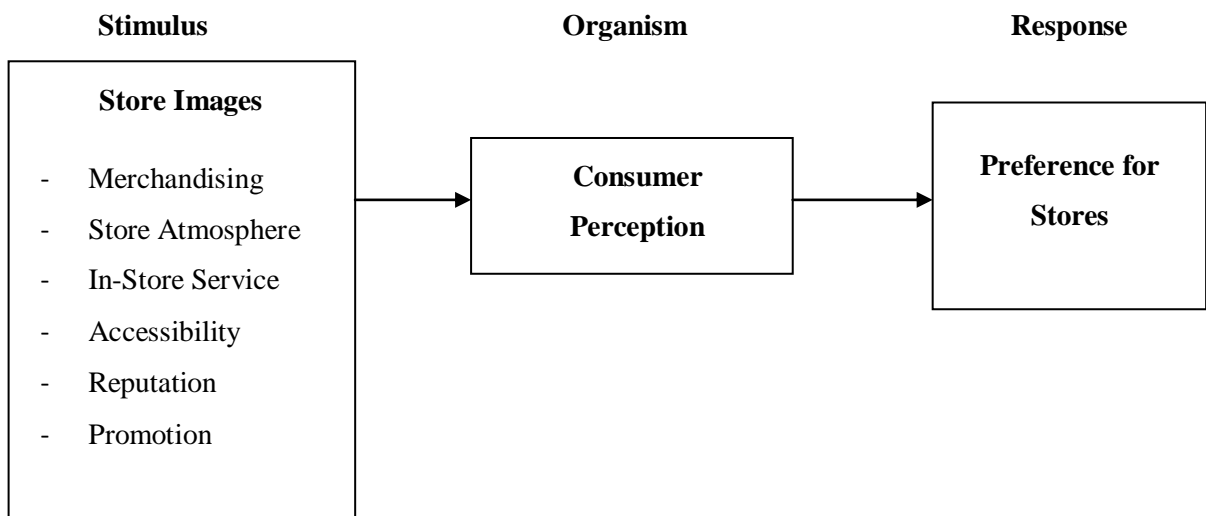 Stimulus
Organism
Response
Store Images
- Merchandising
- Store Atmosphere
- In-Store Service
- Accessibility
- Reputation
- Promotion
Consumer
Perception
Preference for
Stores